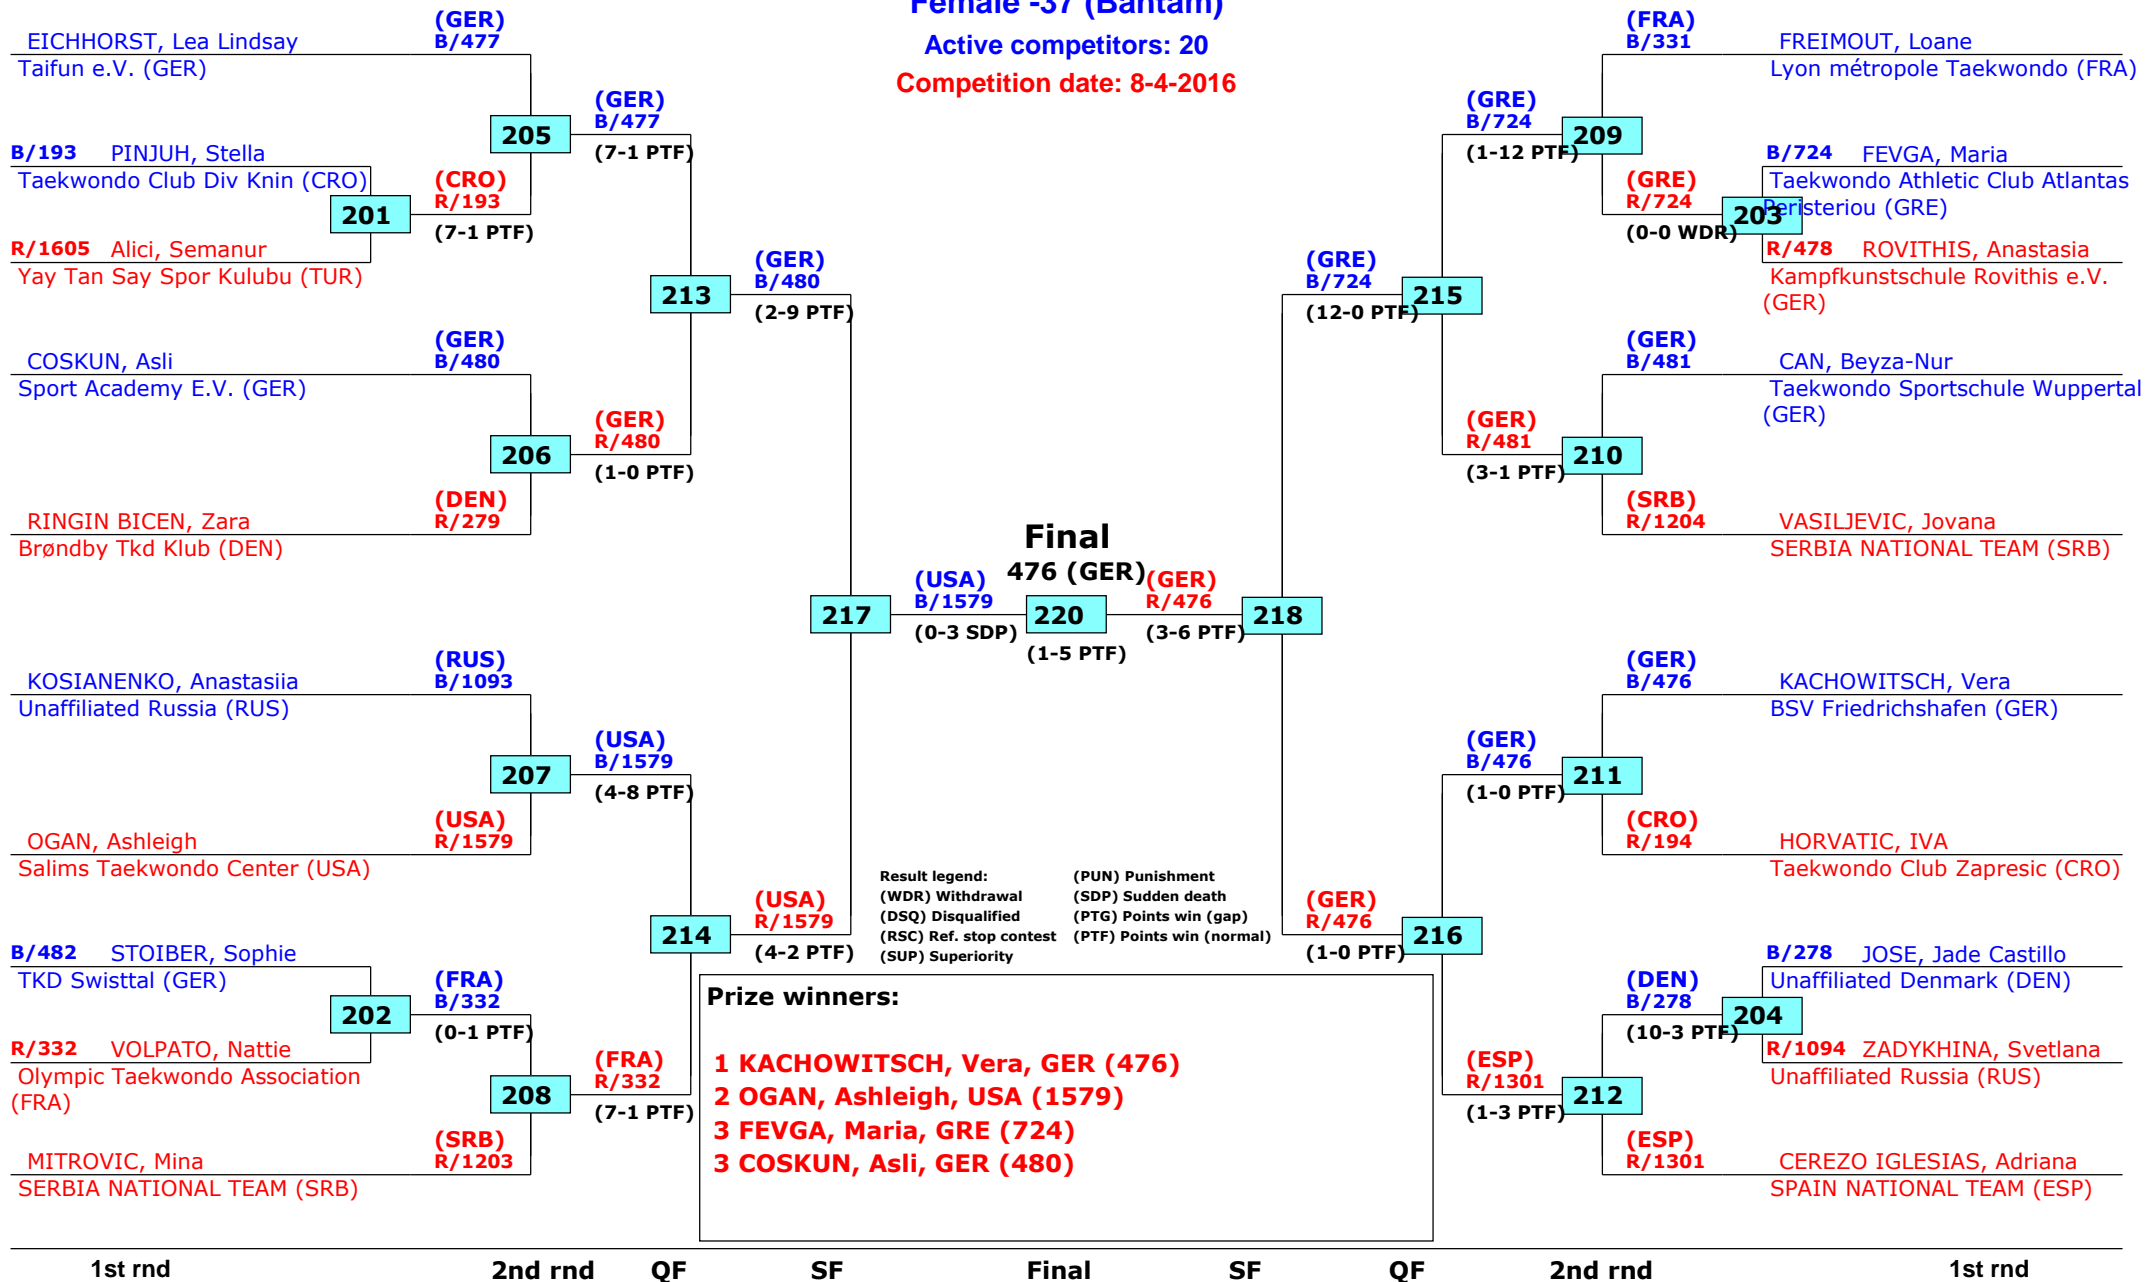 Female -37 (Bantam)
Active competitors: 20
Competition date: 8-4-2016
(GER)
B/477
EICHHORST, Lea Lindsay
Taifun e.V. (GER)
B/193 PINJUH, Stella
Taekwondo Club Div Knin (CRO)
201
R/1605 Alici, Semanur
Yay Tan Say Spor Kulubu (TUR)
(CRO)
R/193
(7-1 PTF)
205
(GER)
B/477
(7-1 PTF)
(GER)
B/480
COSKUN, Asli
Sport Academy E.V. (GER)
206
(GER)
R/480
(1-0 PTF)
(DEN)
R/279
RINGIN BICEN, Zara
Brøndby Tkd Klub (DEN)
213
(GER)
B/480
(2-9 PTF)
(RUS)
B/1093
KOSIANENKO, Anastasiia
Unaffiliated Russia (RUS)
207
(USA)
B/1579
(4-8 PTF)
(USA)
R/1579
OGAN, Ashleigh
Salims Taekwondo Center (USA)
214
(USA)
R/1579
(4-2 PTF)
B/482 STOIBER, Sophie
TKD Swisttal (GER)
202
R/332 VOLPATO, Nattie
Olympic Taekwondo Association
(FRA)
(FRA)
B/332
(0-1 PTF)
208
(FRA)
R/332
(7-1 PTF)
(SRB)
R/1203
MITROVIC, Mina
SERBIA NATIONAL TEAM (SRB)
217
(USA)
B/1579
(0-3 SDP)
Final
476 (GER)
220
(1-5 PTF)
(GER)
R/476
(3-6 PTF)
218
(FRA)
B/331
FREIMOUT, Loane
Lyon métropole Taekwondo (FRA)
(GRE)
B/724
(1-12 PTF)
209
(GRE)
R/724
(0-0 WDR)
203
B/724 FEVGA, Maria
Taekwondo Athletic Club Atlantas
Peristeriou (GRE)
R/478 ROVITHIS, Anastasia
Kampfkunstschule Rovithis e.V.
(GER)
(GRE)
B/724
(12-0 PTF)
215
(GER)
B/481
CAN, Beyza-Nur
Taekwondo Sportschule Wuppertal
(GER)
(GER)
R/481
(3-1 PTF)
210
(SRB)
R/1204
VASILJEVIC, Jovana
SERBIA NATIONAL TEAM (SRB)
(GER)
B/476
KACHOWITSCH, Vera
BSV Friedrichshafen (GER)
(GER)
B/476
(1-0 PTF)
211
(CRO)
R/194
HORVATIC, IVA
Taekwondo Club Zapresic (CRO)
(GER)
R/476
(1-0 PTF)
216
B/278 JOSE, Jade Castillo
Unaffiliated Denmark (DEN)
(DEN)
B/278
(10-3 PTF)
204
R/1094 ZADYKHINA, Svetlana
Unaffiliated Russia (RUS)
(ESP)
R/1301
(1-3 PTF)
212
(ESP)
R/1301
CEREZO IGLESIAS, Adriana
SPAIN NATIONAL TEAM (ESP)
Result legend:
(WDR) Withdrawal
(DSQ) Disqualified
(RSC) Ref. stop contest
(SUP) Superiority
(PUN) Punishment
(SDP) Sudden death
(PTG) Points win (gap)
(PTF) Points win (normal)
Prize winners:
1 KACHOWITSCH, Vera, GER (476)
2 OGAN, Ashleigh, USA (1579)
3 FEVGA, Maria, GRE (724)
3 COSKUN, Asli, GER (480)
1st rnd 2nd rnd QF SF Final SF QF 2nd rnd 1st rnd